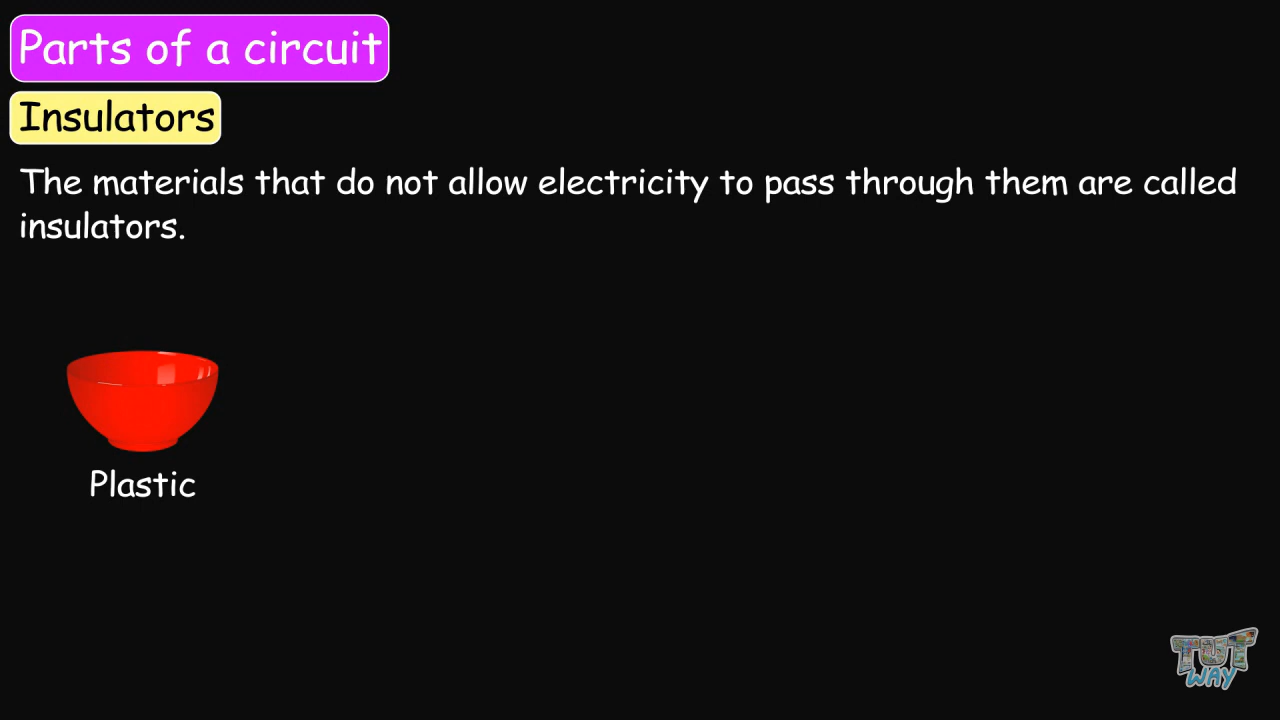 Parts of a circuit
Insulators
The materials that do not allow electricity to pass through them are called
insulators.
Plastic
TUT
WAY